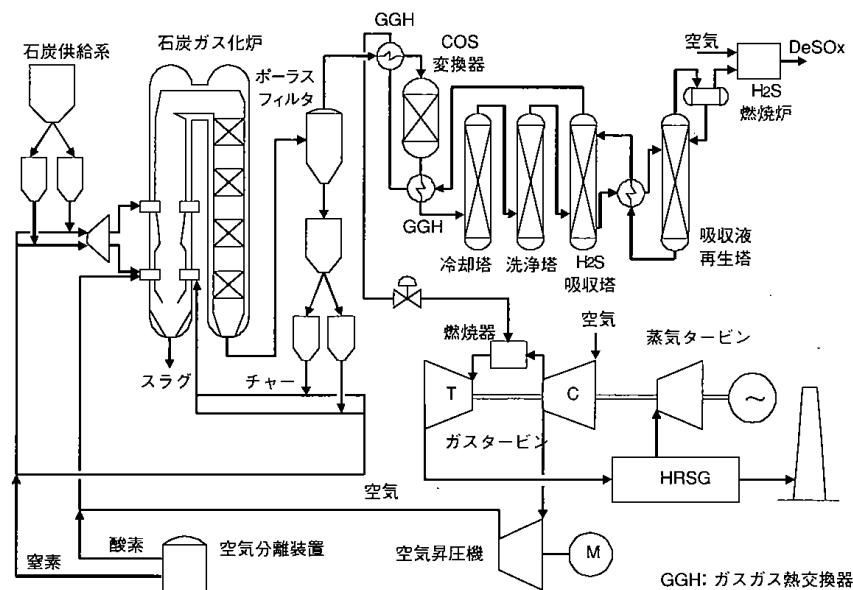 石炭供給系
石炭ガス化炉
ポーラス
フィルタ
GGH
COS
変換器
空気
DeSOx
H2S
燃焼炉
GGH
冷却塔
洗浄塔
H2S
吸収塔
吸収液
再生塔
スラグ
チャー
燃焼器
空気
蒸気タービン
T
C
~
ガスタービン
HRSG
空気
窒素
酸素
空気分離装置
空気昇圧機
M
GGH: ガスガス熱交換器